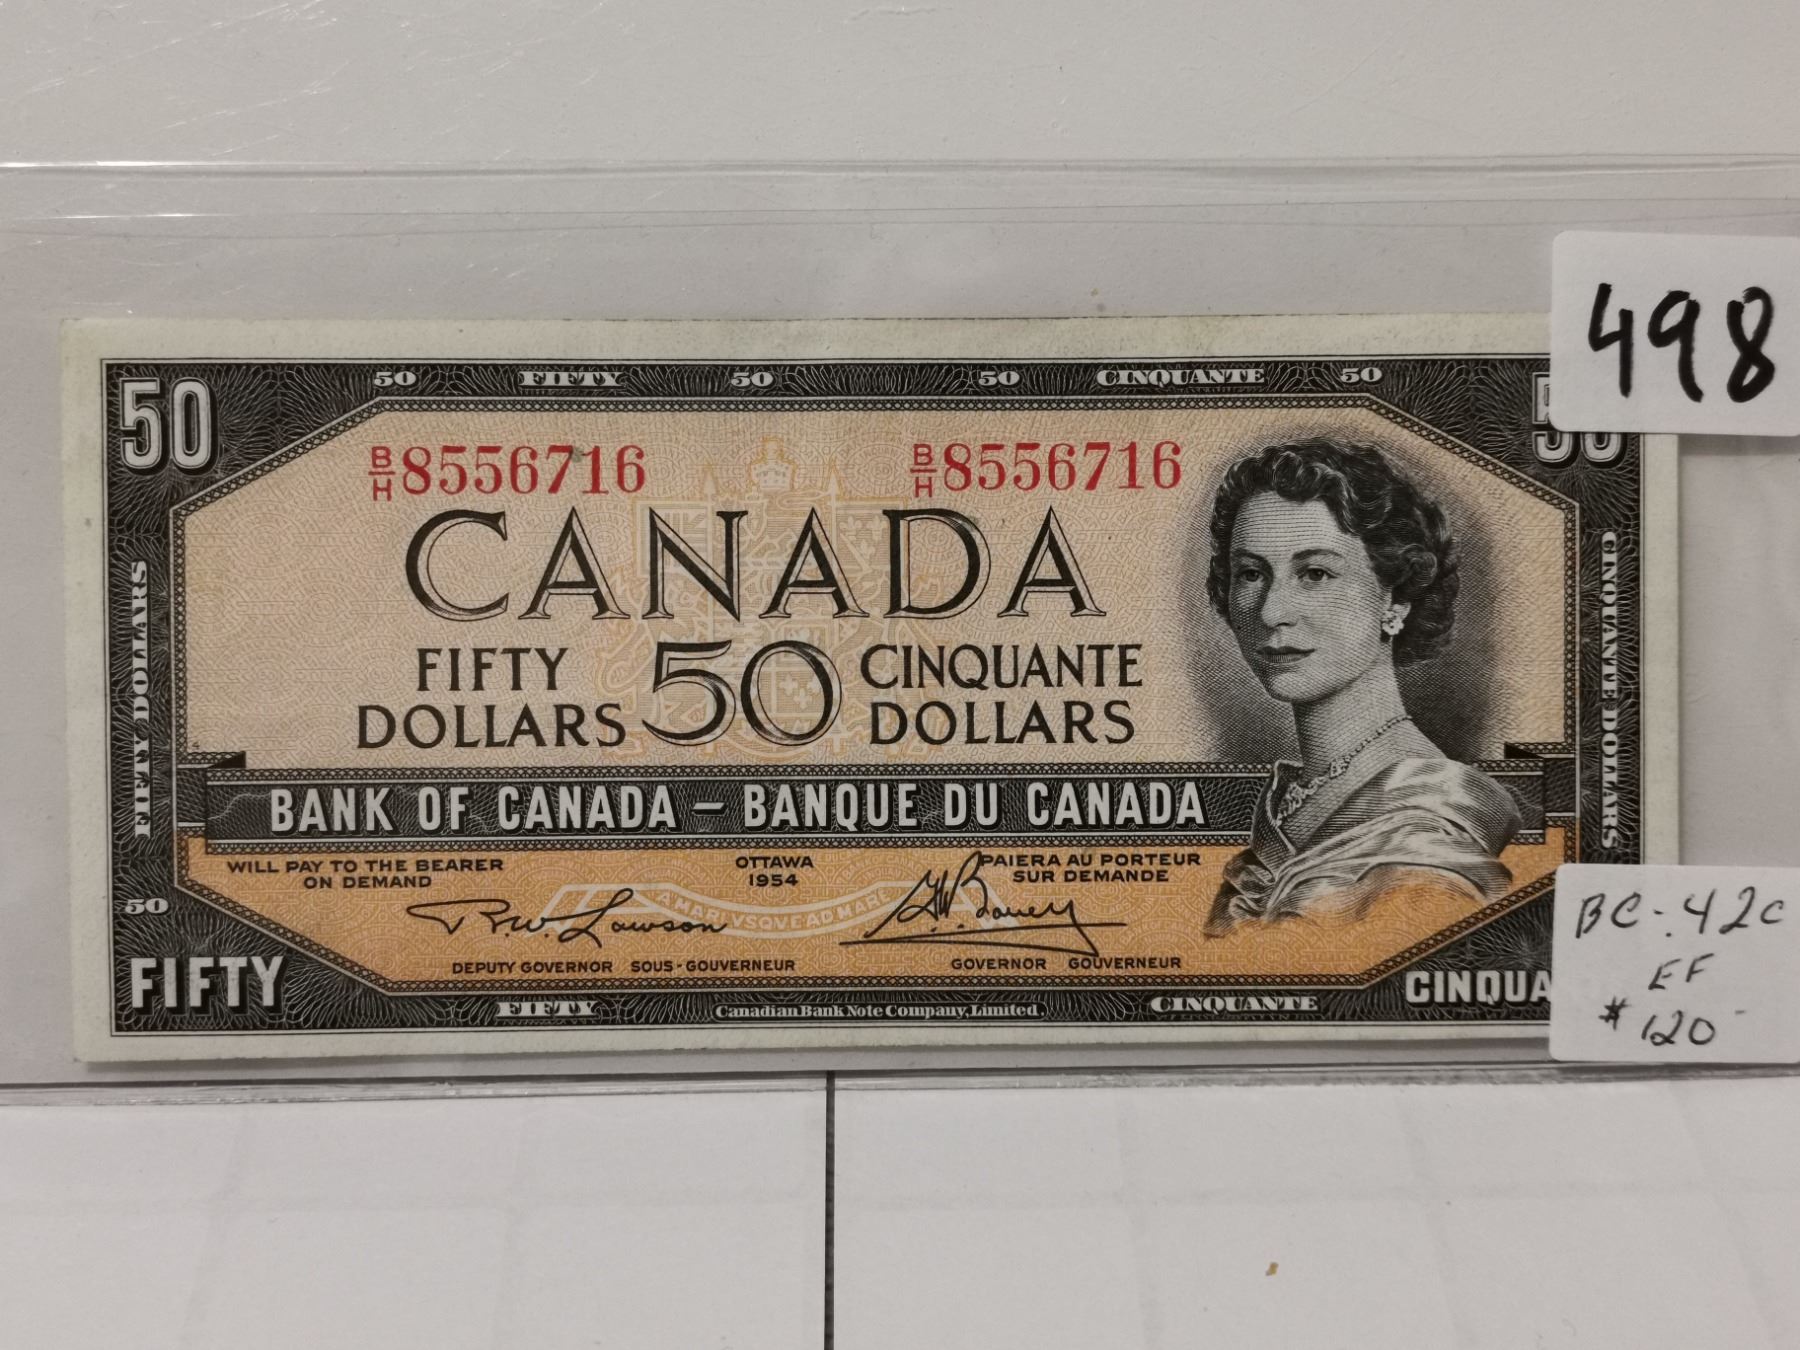 498
50 FIFTY 50 50 CINQUANTE 50
50
B/H 8556716 B/H 8556716
CANADA
FIFTY 50 CINQUANTE
DOLLARS DOLLARS
FIFTY DOLLARS
CINQUANTE DOLLARS
BANK OF CANADA – BANQUE DU CANADA
WILL PAY TO THE BEARER
ON DEMAND
OTTAWA
1954
PAIERA AU PORTEUR
SUR DEMANDE
A MARI VSQVE AD MARE
50
R.W. Lawson
DEPUTY GOVERNOR SOUS-GOUVERNEUR
GOVERNOR GOUVERNEUR
FIFTY
CINQUA
FIFTY Canadian Bank Note Company, Limited. CINQUANTE
BC-42c
EF
# 120